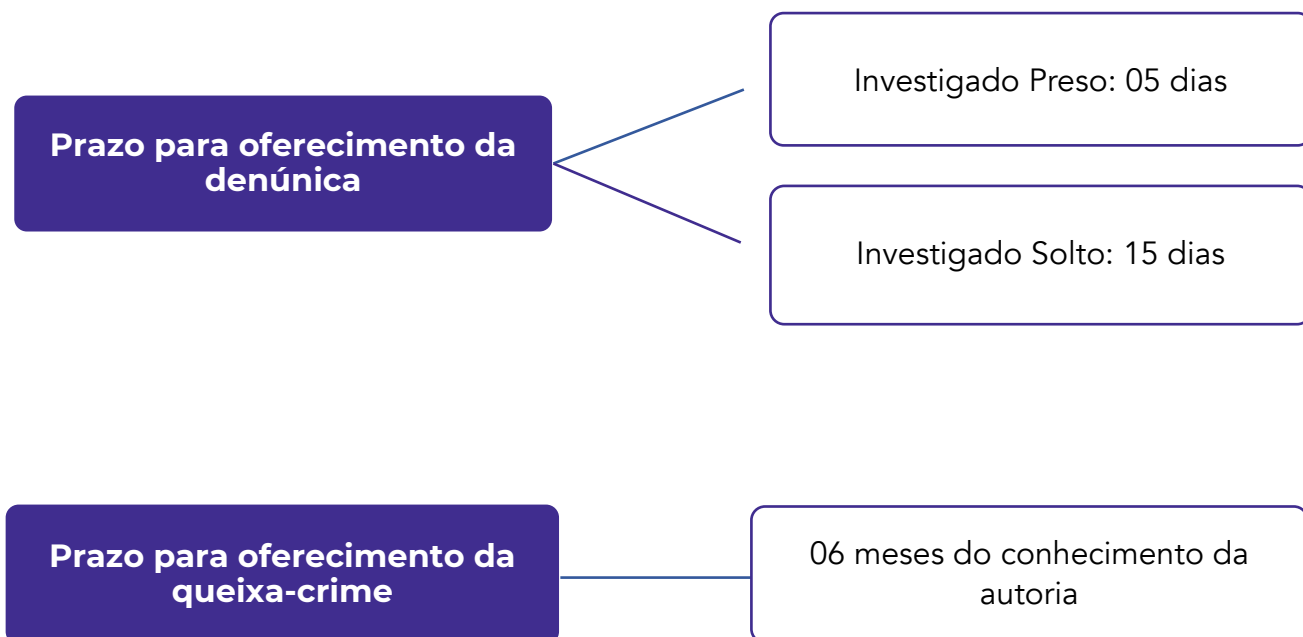 Prazo para oferecimento da
denúnica
Investigado Preso: 05 dias
Investigado Solto: 15 dias
Prazo para oferecimento da
queixa-crime
06 meses do conhecimento da
autoria